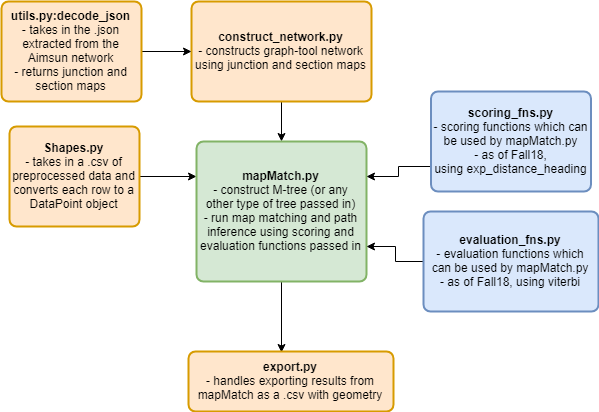 utils.py:decode_json
- takes in the .json
extracted from the
Aimsun network
- returns junction and
section maps
construct_network.py
- constructs graph-tool network
using junction and section maps
scoring_fns.py
- scoring functions which can
be used by mapMatch.py
- as of Fall18,
using exp_distance_heading
Shapes.py
- takes in a .csv of
preprocessed data and
converts each row to a
DataPoint object
mapMatch.py
- construct M-tree (or any
other type of tree passed in)
- run map matching and path
inference using scoring and
evaluation functions passed in
evaluation_fns.py
- evaluation functions which
can be used by mapMatch.py
- as of Fall18, using viterbi
export.py
- handles exporting results from
mapMatch as a .csv with geometry